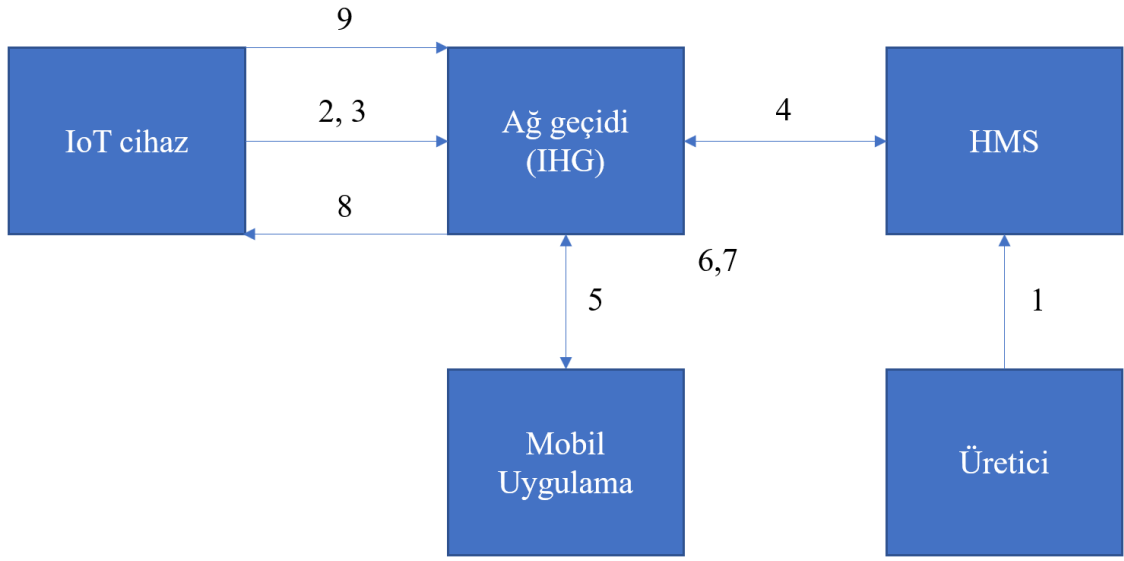 9
2, 3
IoT cihaz
Ağ geçidi
(IHG)
4
HMS
8
6,7
5
1
Mobil
Uygulama
Üretici